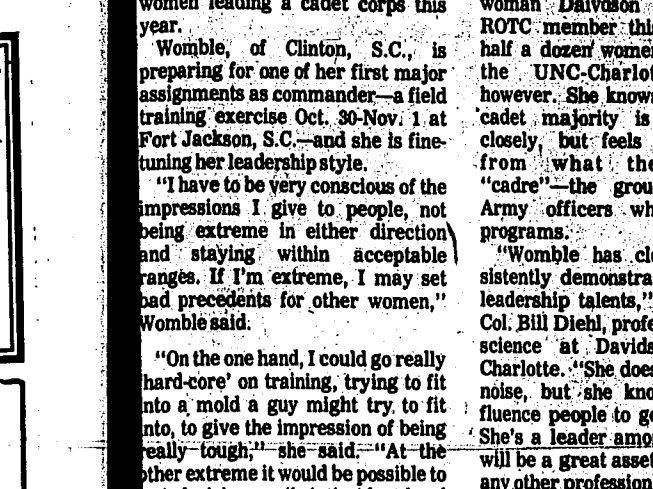 women leading a cadet corps this
year.
Womble, of Clinton, S.C., is
preparing for one of her first major
assignments as commander—a field
training exercise Oct. 30-Nov. 1 at
Fort Jackson, S.C.—and she is fine-
tuning her leadership style.
"I have to be very conscious of the
impressions I give to people, not
being extreme in either direction
and staying within acceptable
ranges. If I'm extreme, I may set
bad precedents for other women,"
Womble said.
"On the one hand, I could go really
'hard-core' on training, trying to fit
into a mold a guy might try to fit
into, to give the impression of being
really tough," she said. "At the
other extreme it would be possible to
woman Davidson
ROTC member thi
half a dozen wome
the UNC-Charlot
however. She know
cadet majority is
closely, but feels
from what the
"cadre"—the grou
Army officers wh
programs.
"Womble has cl
sistently demonstra
leadership talents,"
Col. Bill Diehl, profe
science at Davids
Charlotte. "She doe
noise, but she kno
fluence people to g
She's a leader amo
will be a great asset
any other profession